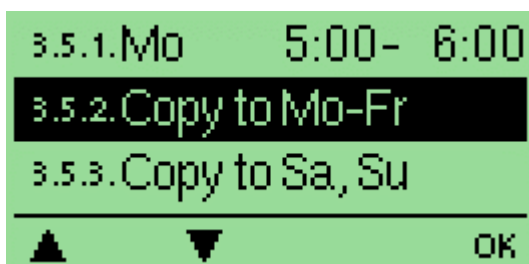 3.5.1.Mo 5:00- 6:00
3.5.2.Copy to Mo-Fr
3.5.3.Copy to Sa, Su
OK